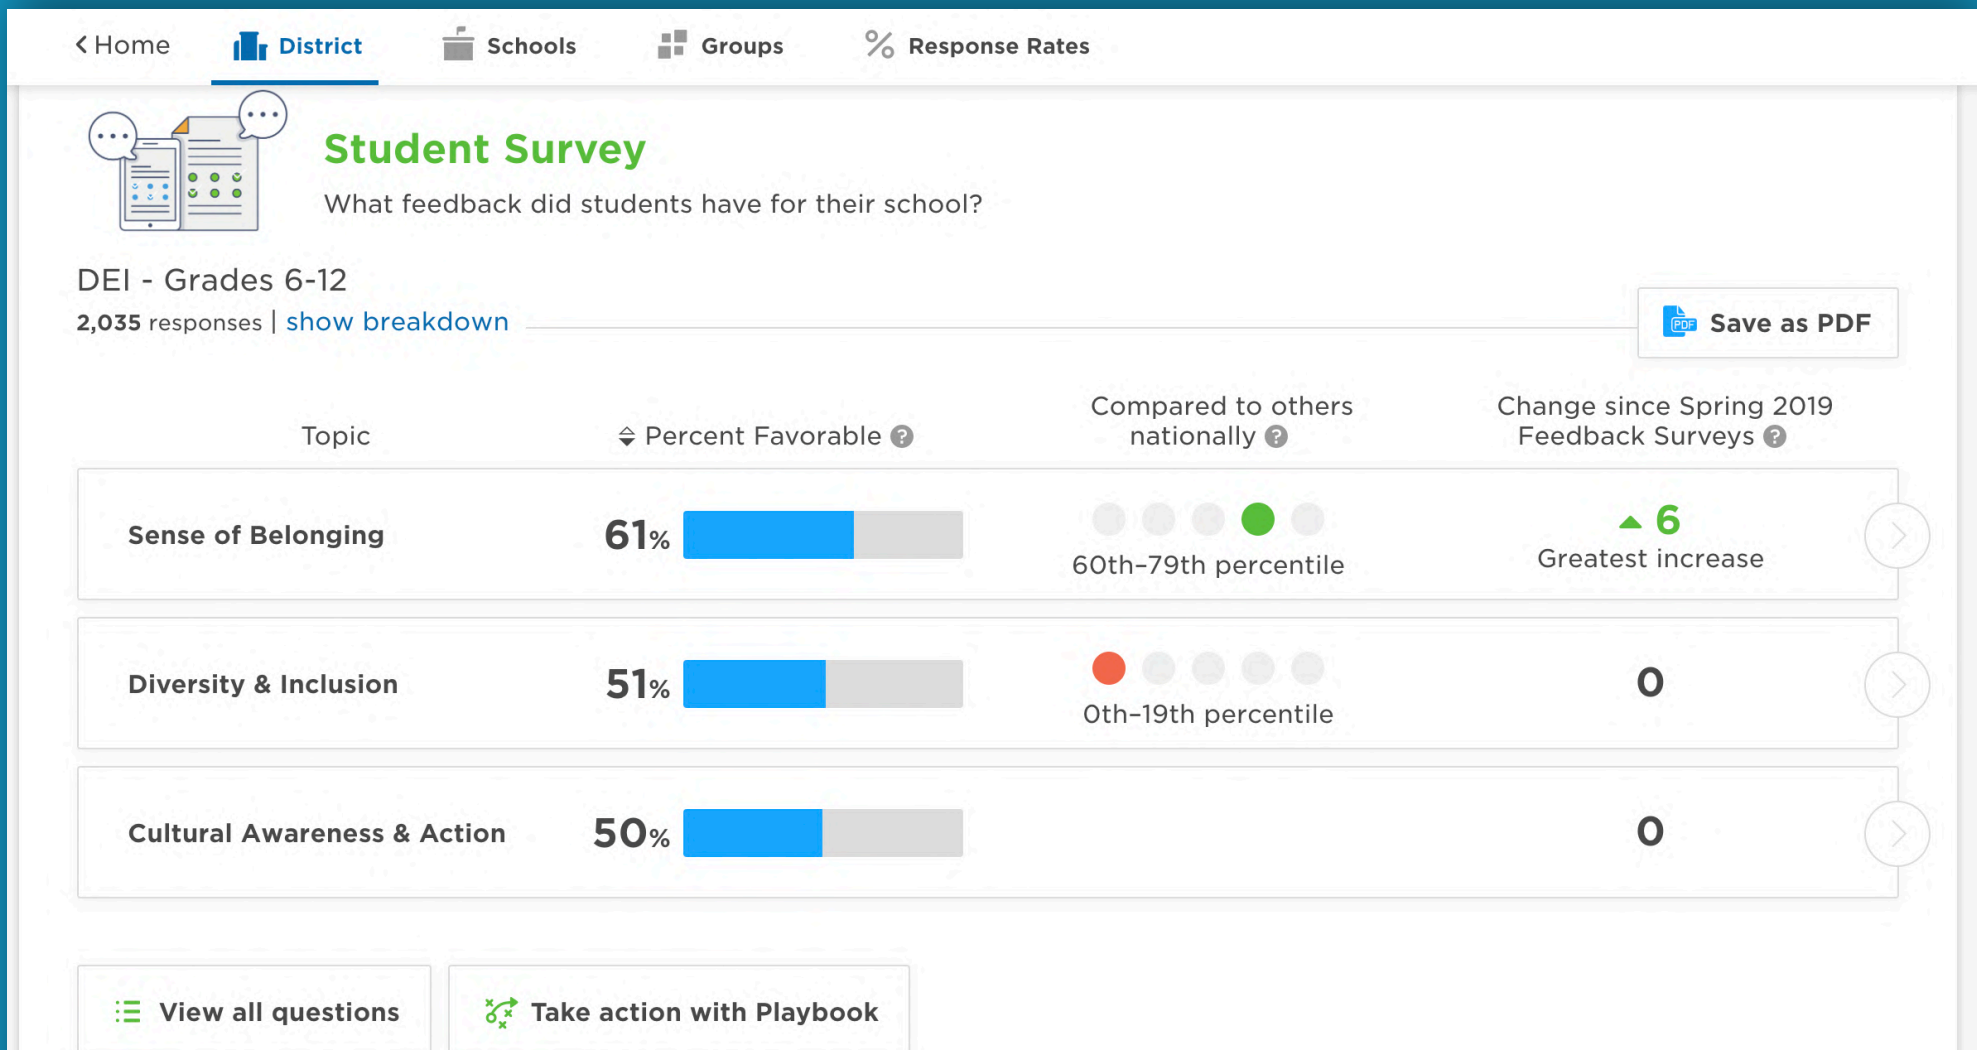 Home District Schools Groups Response Rates
Student Survey
What feedback did students have for their school?
DEI - Grades 6-12
2,035 responses | show breakdown
PDF Save as PDF
Topic Percent Favorable ? Compared to others nationally ? Change since Spring 2019 Feedback Surveys ?
Sense of Belonging 61% 60th–79th percentile 6 Greatest increase
Diversity & Inclusion 51% 0th–19th percentile 0
Cultural Awareness & Action 50% 0
View all questions Take action with Playbook